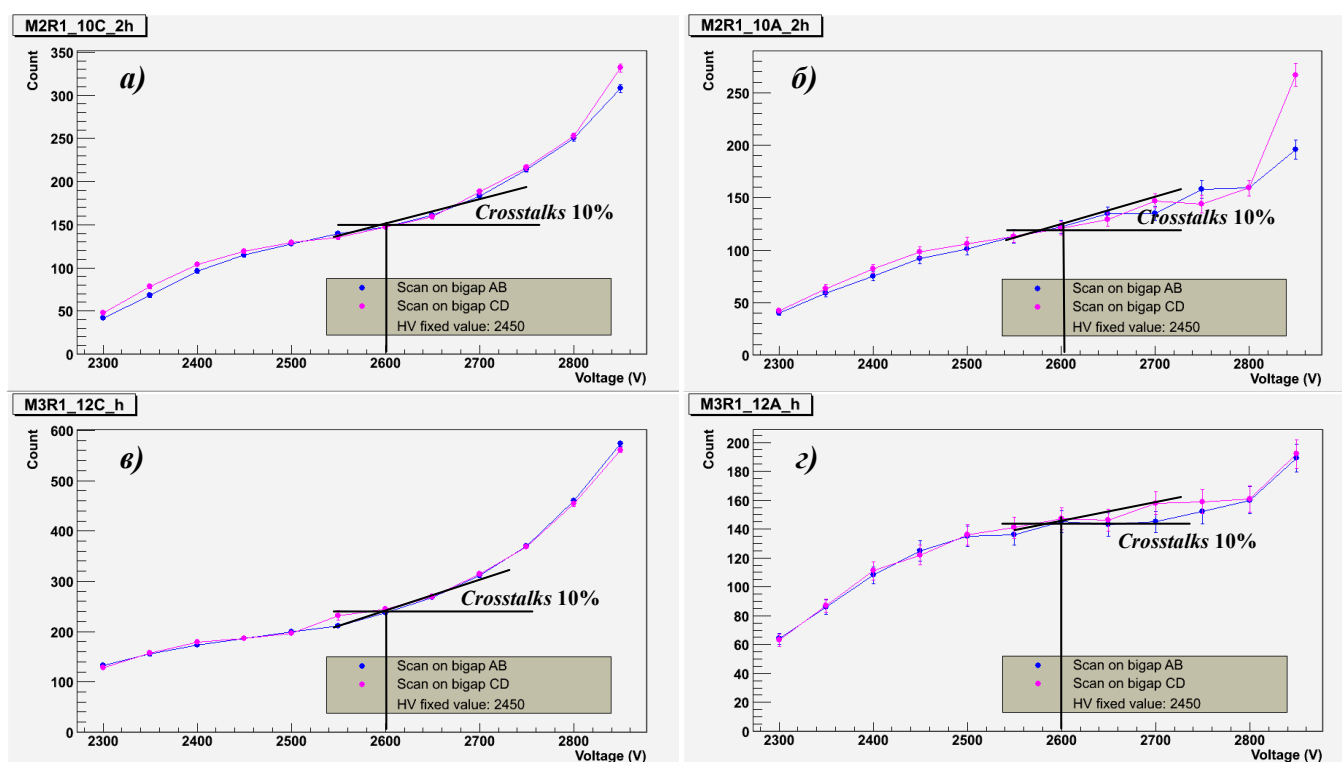 M2R1_10C_2h
Count
350
300
250
200
150
100
50
0
а)
Crosstalks 10%
Scan on bigap AB
Scan on bigap CD
HV fixed value: 2450
2300 2400 2500 2600 2700 2800
Voltage (V)
M2R1_10A_2h
Count
250
200
150
100
50
0
б)
Crosstalks 10%
Scan on bigap AB
Scan on bigap CD
HV fixed value: 2450
2300 2400 2500 2600 2700 2800
Voltage (V)
M3R1_12C_h
Count
600
500
400
300
200
100
0
в)
Crosstalks 10%
Scan on bigap AB
Scan on bigap CD
HV fixed value: 2450
2300 2400 2500 2600 2700 2800
Voltage (V)
M3R1_12A_h
Count
200
180
160
140
120
100
80
60
40
20
0
г)
Crosstalks 10%
Scan on bigap AB
Scan on bigap CD
HV fixed value: 2450
2300 2400 2500 2600 2700 2800
Voltage (V)